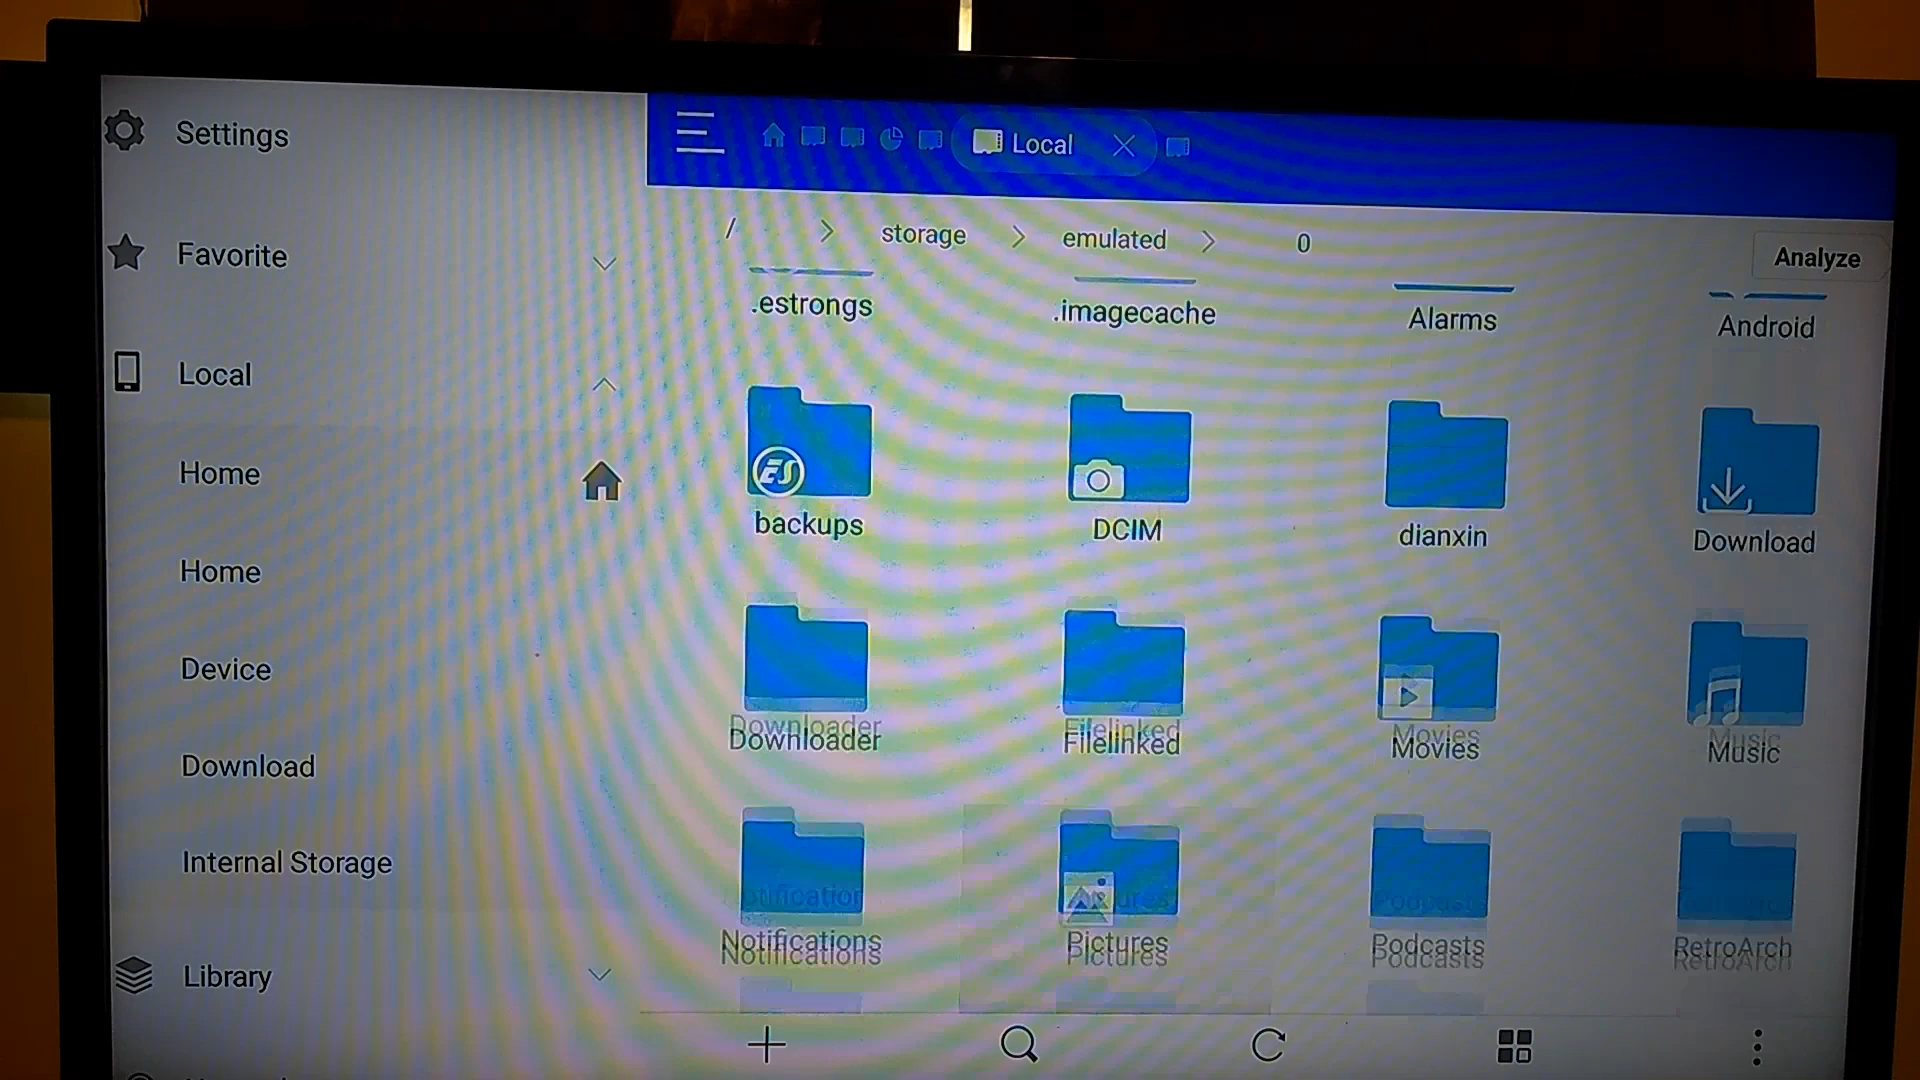 Settings
Favorite
Local
Home
Home
Device
Download
Internal Storage
Library
Local
/ > storage > emulated > 0
Analyze
.estrongs .imagecache Alarms Android
backups DCIM dianxin Download
Downloader Filelinked Movies Music
Notifications Pictures Podcasts RetroArch